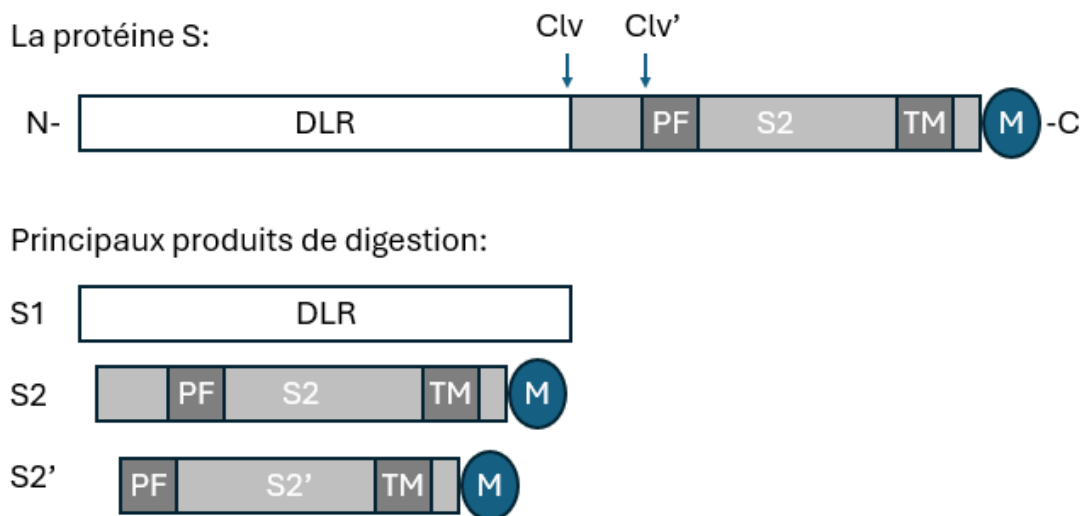 La protéine S:
Clv Clv’
N- DLR PF S2 TM M -C
Principaux produits de digestion:
S1 DLR
S2 PF S2 TM M
S2’ PF S2’ TM M